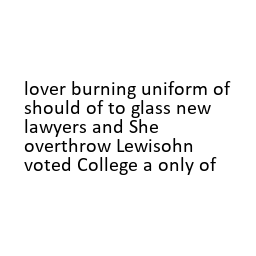 lover burning uniform of
should of to glass new
lawyers and She
overthrow Lewisohn
voted College a only of